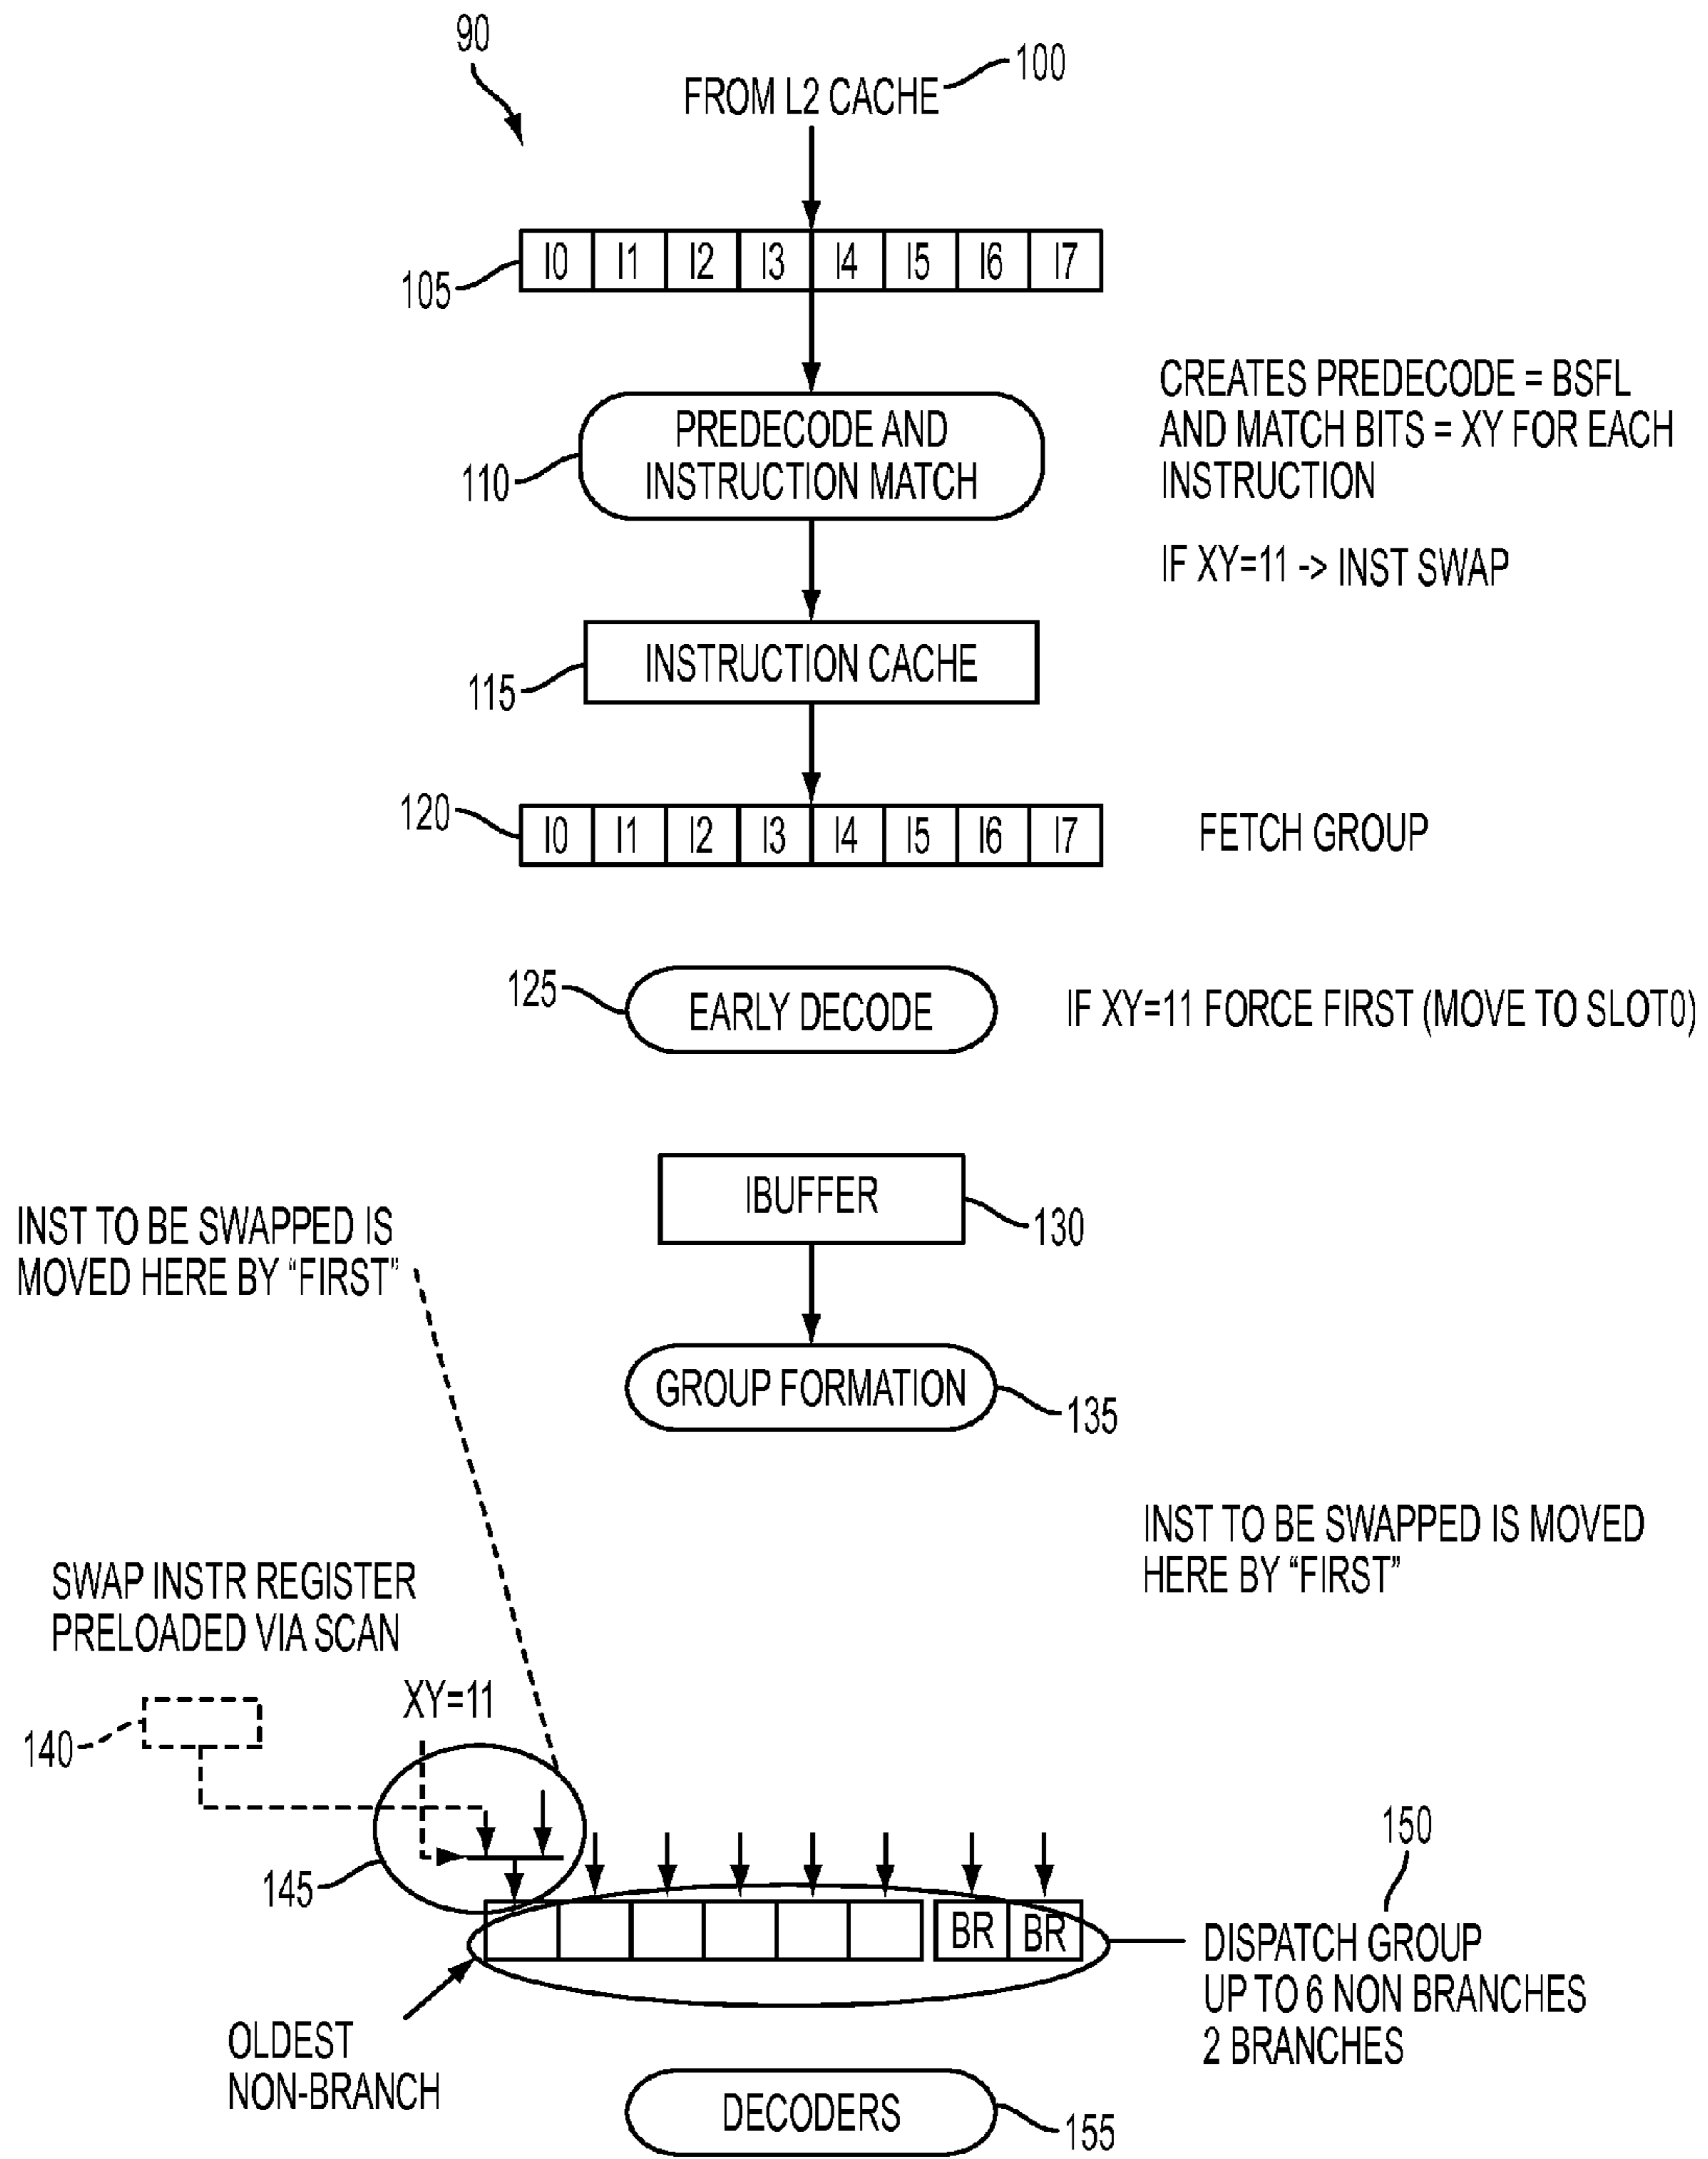 90
FROM L2 CACHE
100
I0 I1 I2 I3 I4 I5 I6 I7
105
CREATES PREDECODE = BSFL
AND MATCH BITS = XY FOR EACH
INSTRUCTION
PREDECODE AND
INSTRUCTION MATCH
110
IF XY=11 -> INST SWAP
INSTRUCTION CACHE
115
120
I0 I1 I2 I3 I4 I5 I6 I7
FETCH GROUP
125
EARLY DECODE
IF XY=11 FORCE FIRST (MOVE TO SLOT0)
IBUFFER
130
INST TO BE SWAPPED IS
MOVED HERE BY “FIRST”
GROUP FORMATION
135
INST TO BE SWAPPED IS MOVED
HERE BY “FIRST”
SWAP INSTR REGISTER
PRELOADED VIA SCAN
XY=11
140
145
150
BR BR
DISPATCH GROUP
UP TO 6 NON BRANCHES
2 BRANCHES
OLDEST
NON-BRANCH
DECODERS
155